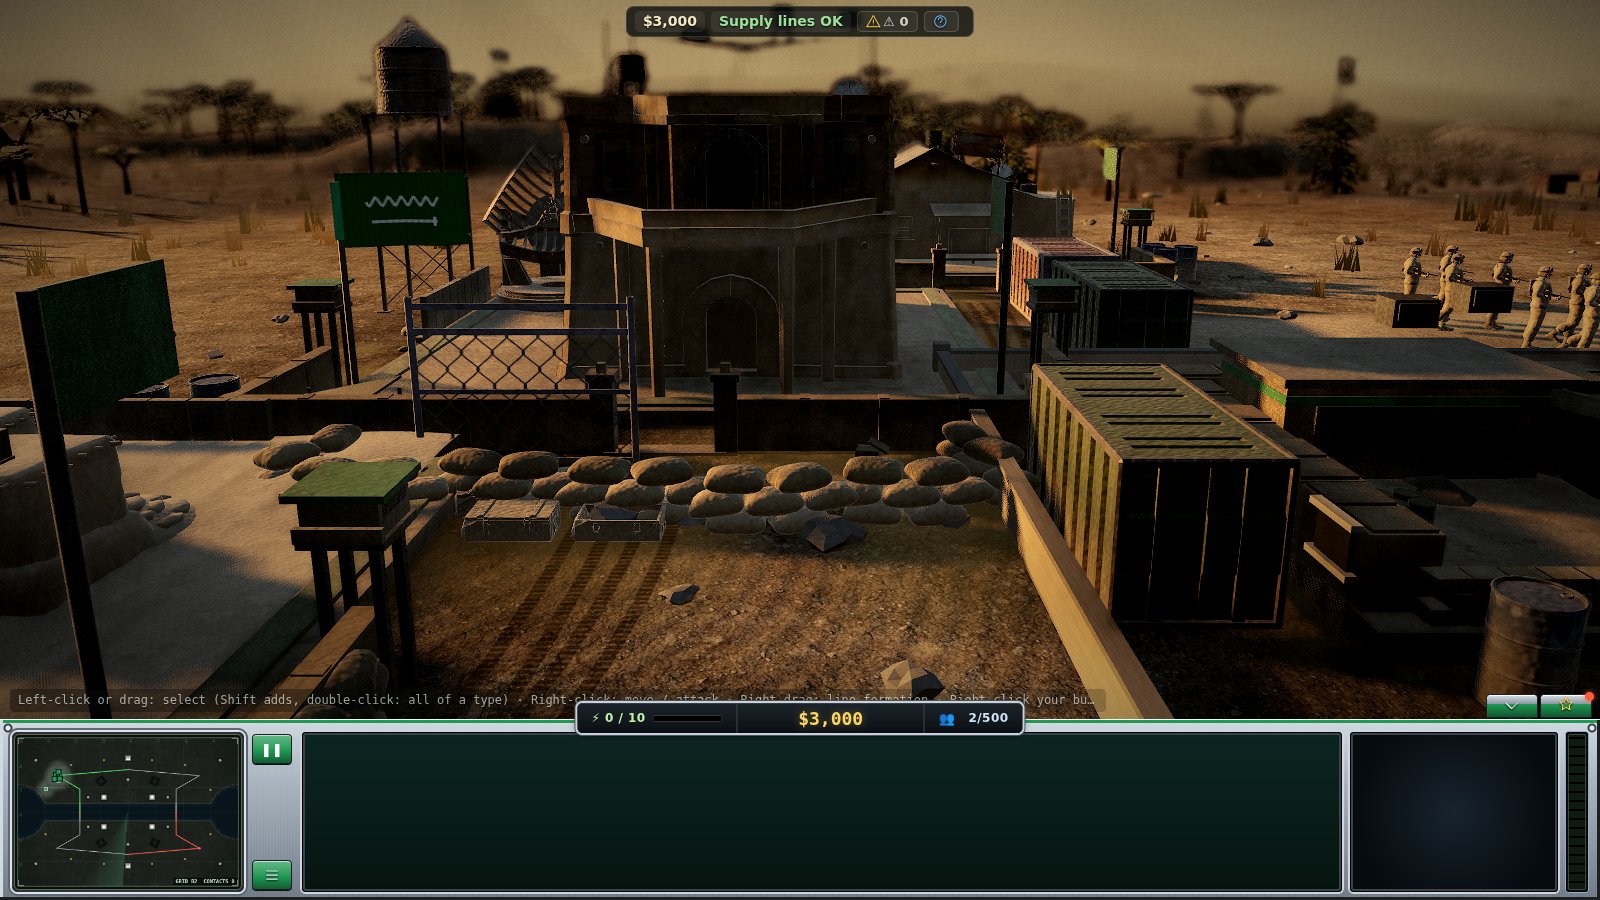 $3,000 Supply lines OK ⚠ 0
Left-click or drag: select (Shift adds, double-click: all of a type) · Right-click: move / attack · Right-drag: line formation · Right-click your bu…
0 / 10 $3,000 2/500
GRID R2 CONTACTS 0